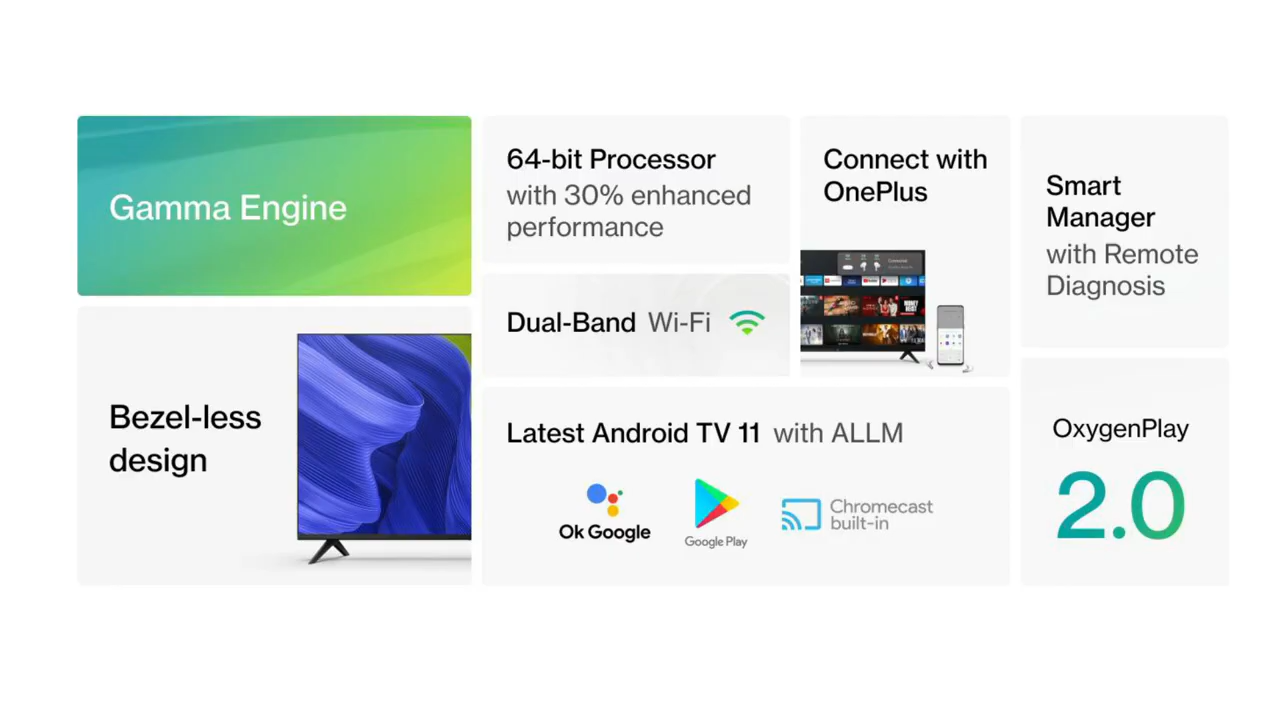 Gamma Engine
64-bit Processor
with 30% enhanced
performance
Connect with
OnePlus
Smart
Manager
with Remote
Diagnosis
Dual-Band Wi-Fi
Bezel-less
design
Latest Android TV 11 with ALLM
Ok Google
Google Play
Chromecast
built-in
OxygenPlay
2.0